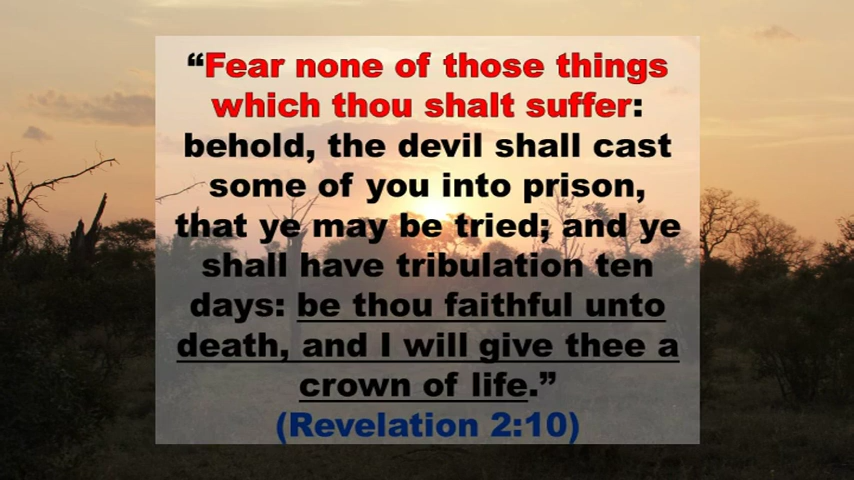 “Fear none of those things
which thou shalt suffer:
behold, the devil shall cast
some of you into prison,
that ye may be tried; and ye
shall have tribulation ten
days: be thou faithful unto
death, and I will give thee a
crown of life.”
(Revelation 2:10)